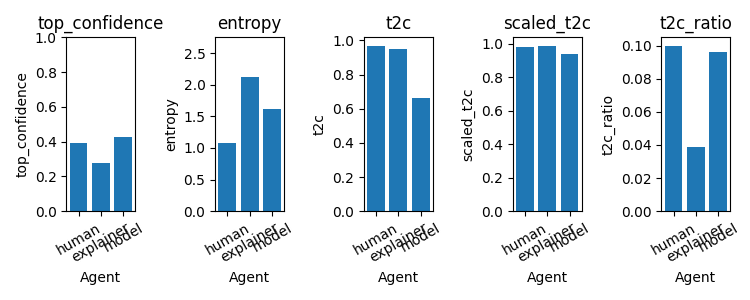 top_confidence
top_confidence
1.0
0.8
0.6
0.4
0.2
0.0
human
explainer
model
Agent
entropy
entropy
2.5
2.0
1.5
1.0
0.5
0.0
human
explainer
model
Agent
t2c
t2c
1.0
0.8
0.6
0.4
0.2
0.0
human
explainer
model
Agent
scaled_t2c
scaled_t2c
1.0
0.8
0.6
0.4
0.2
0.0
human
explainer
model
Agent
t2c_ratio
t2c_ratio
0.10
0.08
0.06
0.04
0.02
0.00
human
explainer
model
Agent